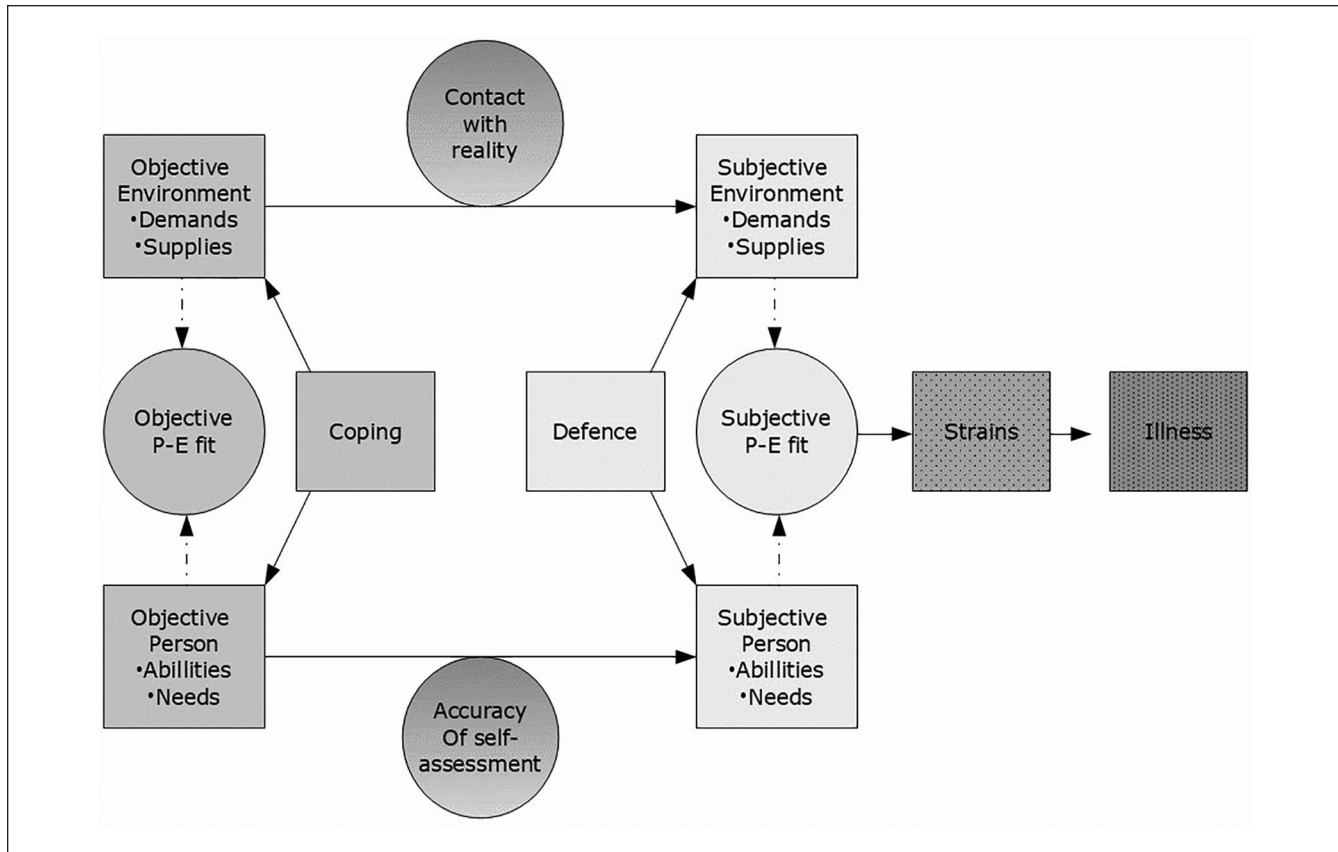 Contact
with
reality
Objective
Environment
•Demands
•Supplies
Subjective
Environment
•Demands
•Supplies
Objective
P-E fit
Coping
Defence
Subjective
P-E fit
Strains
Illness
Objective
Person
•Abillities
•Needs
Subjective
Person
•Abilities
•Needs
Accuracy
Of self-
assessment